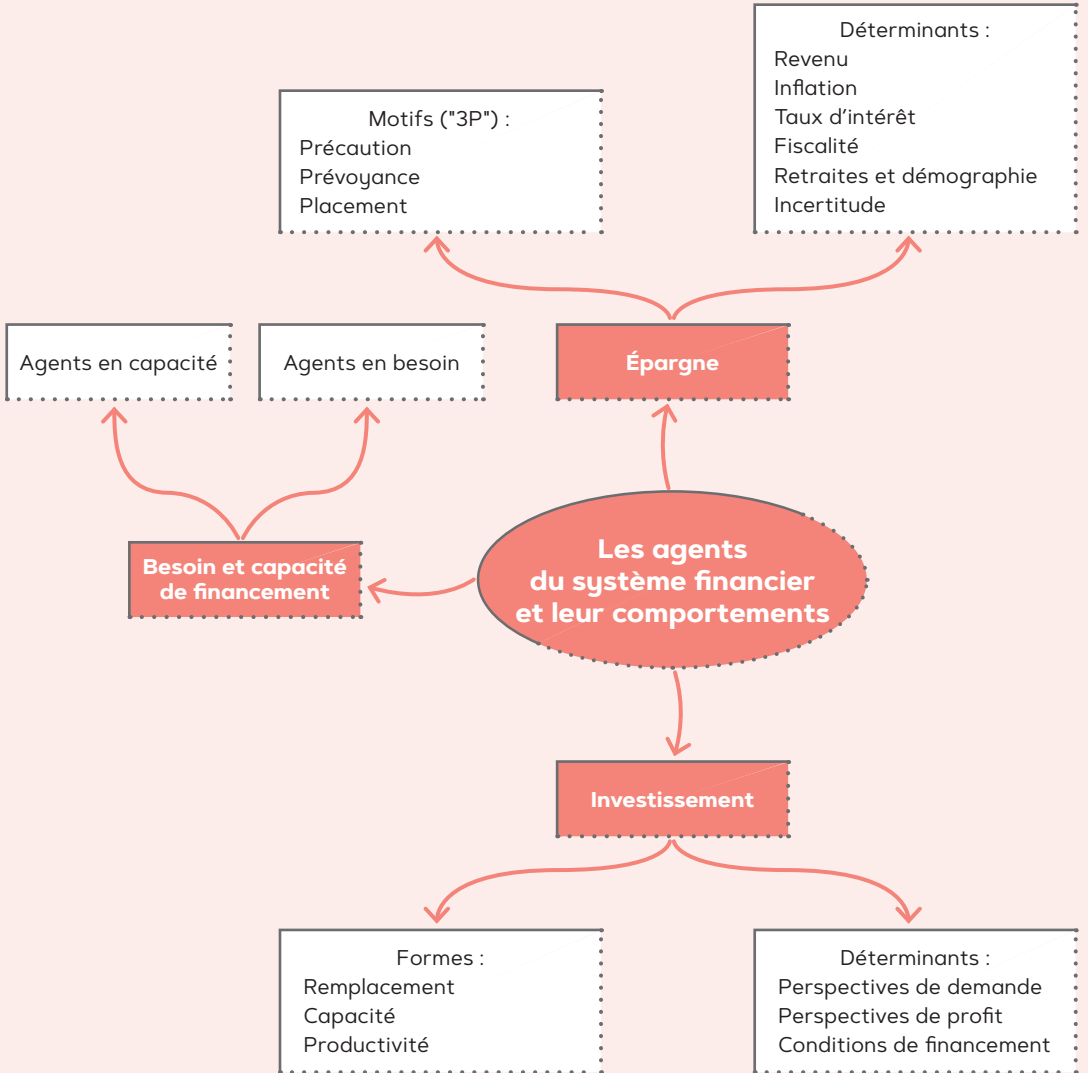 Déterminants :
Revenu
Inflation
Taux d'intérêt
Fiscalité
Retraites et démographie
Incertitude
Motifs ("3P") :
Précaution
Prévoyance
Placement
Agents en capacité
Agents en besoin
Épargne
Besoin et capacité
de financement
Les agents
du système financier
et leur comportements
Investissement
Formes :
Remplacement
Capacité
Productivité
Déterminants :
Perspectives de demande
Perspectives de profit
Conditions de financement